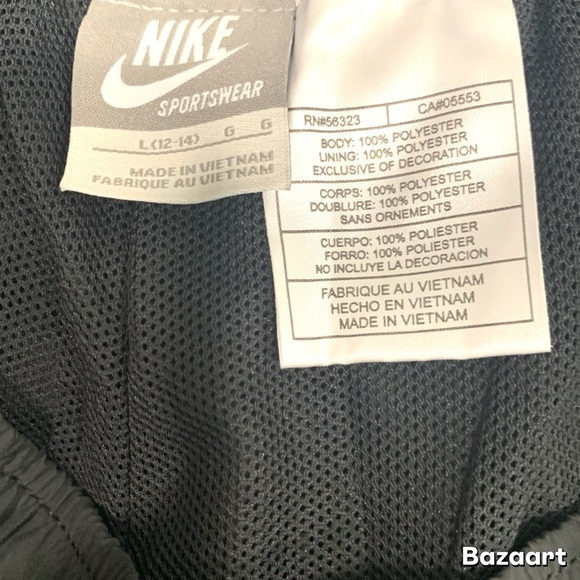 NIKE
SPORTSWEAR
L (12-14) G G
MADE IN VIETNAM
FABRIQUE AU VIETNAM
RN#56323 CA#05553
BODY: 100% POLYESTER
LINING: 100% POLYESTER
EXCLUSIVE OF DECORATION
CORPS: 100% POLYESTER
DOUBLURE: 100% POLYESTER
SANS ORNEMENTS
CUERPO: 100% POLIESTER
FORRO: 100% POLIESTER
NO INCLUYE LA DECORACION
FABRIQUE AU VIETNAM
HECHO EN VIETNAM
MADE IN VIETNAM
Bazaart